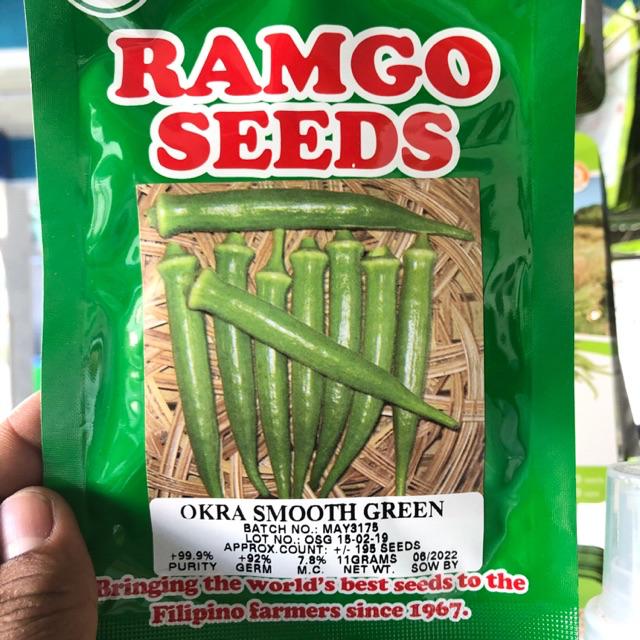 RAMGO
SEEDS
OKRA SMOOTH GREEN
BATCH NO.: MAY3175
LOT NO.: OSG 15-02-19
APPROX.COUNT: +/- 195 SEEDS
+99.9% +92% 7.8% 11GRAMS 06/2022
PURITY GERM M.C. NET WT. SOW BY
Bringing the world's best seeds to the
Filipino farmers since 1967.